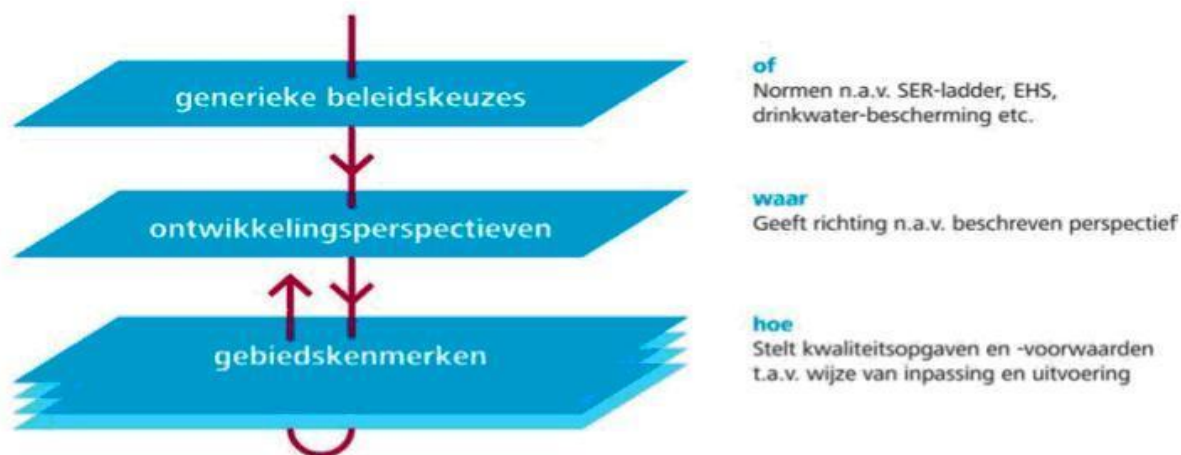 generieke beleidskeuzes
of
Normen n.a.v. SER-ladder, EHS,
drinkwater-bescherming etc.
ontwikkelingsperspectieven
waar
Geeft richting n.a.v. beschreven perspectief
gebiedskenmerken
hoe
Stelt kwaliteitsopgaven en -voorwaarden
t.a.v. wijze van inpassing en uitvoering